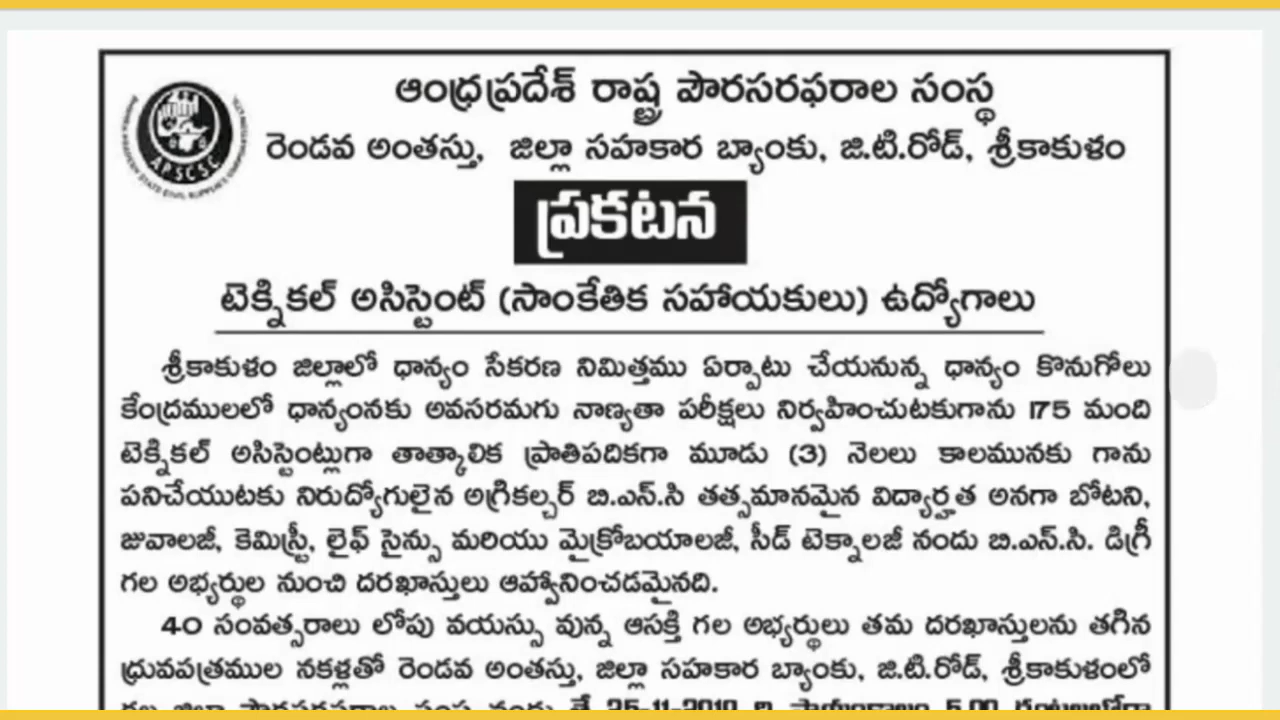 ఆంధ్రప్రదేశ్ రాష్ట్ర పౌరసరఫరాల సంస్థ
రెండవ అంతస్తు, జిల్లా సహకార బ్యాంకు, జి.టి.రోడ్, శ్రీకాకుళం
APSCSC
ప్రకటన
టెక్నికల్ అసిస్టెంట్ (సాంకేతిక సహాయకులు) ఉద్యోగాలు
శ్రీకాకుళం జిల్లాలో ధాన్యం సేకరణ నిమిత్తము ఏర్పాటు చేయనున్న ధాన్యం కొనుగోలు
కేంద్రములలో ధాన్యంనకు అవసరమగు నాణ్యతా పరీక్షలు నిర్వహించుటకుగాను 175 మంది
టెక్నికల్ అసిస్టెంట్లుగా తాత్కాలిక ప్రాతిపదికగా మూడు (3) నెలలు కాలమునకు గాను
పనిచేయుటకు నిరుద్యోగులైన అగ్రికల్చర్ బి.ఎస్.సి తత్సమానమైన విద్యార్హత అనగా బోటని,
జువాలజీ, కెమిస్ట్రీ, లైఫ్ సైన్సు మరియు మైక్రోబయాలజీ, సీడ్ టెక్నాలజీ నందు బి.ఎస్.సి. డిగ్రీ
గల అభ్యర్థుల నుంచి దరఖాస్తులు ఆహ్వానించడమైనది.
40 సంవత్సరాలు లోపు వయస్సు వున్న ఆసక్తి గల అభ్యర్థులు తమ దరఖాస్తులను తగిన
ధ్రువపత్రముల నకళ్లతో రెండవ అంతస్తు, జిల్లా సహకార బ్యాంకు, జి.టి.రోడ్, శ్రీకాకుళంలో